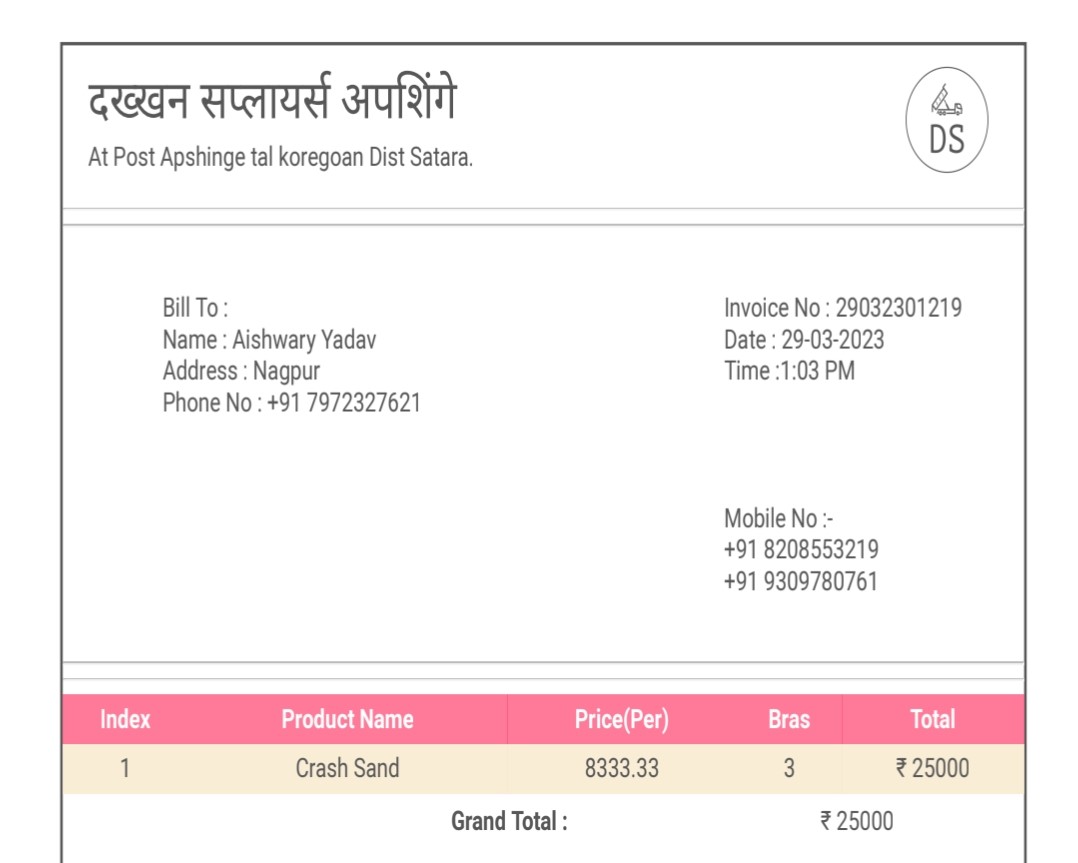 दख्खन सप्लायर्स अपशिंगे
At Post Apshinge tal koregoan Dist Satara.
DS
Bill To :
Name : Aishwary Yadav
Address : Nagpur
Phone No : +91 7972327621
Invoice No : 29032301219
Date : 29-03-2023
Time :1:03 PM
Mobile No :-
+91 8208553219
+91 9309780761
Index Product Name Price(Per) Bras Total
1 Crash Sand 8333.33 3 ₹ 25000
Grand Total : ₹ 25000